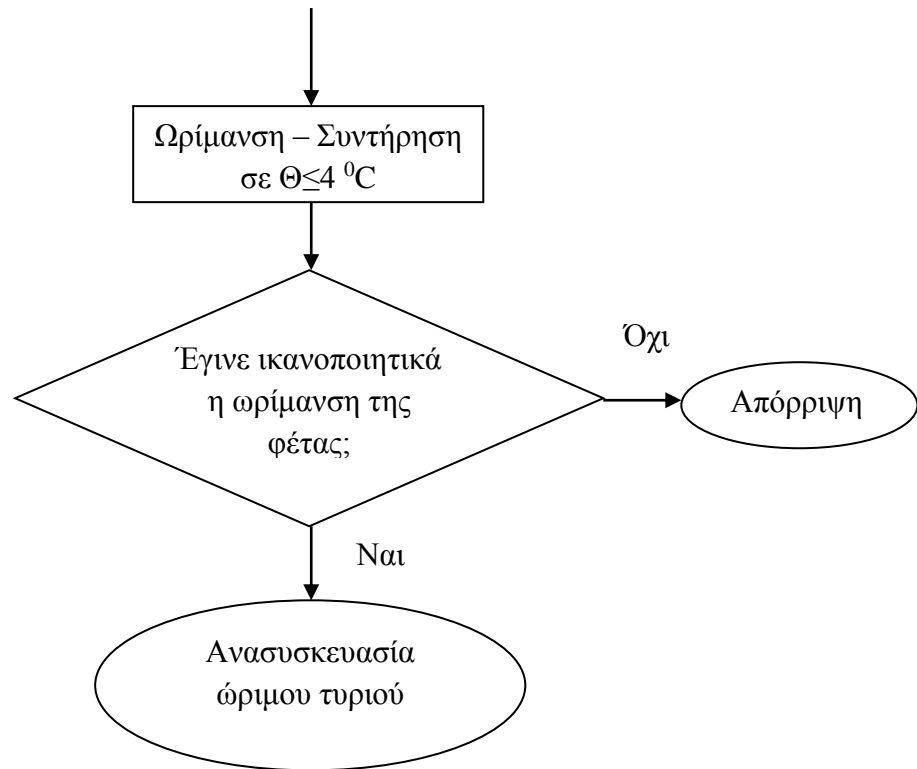 Ωρίμανση – Συντήρηση
σε Θ≤4 ⁰C
Έγινε ικανοποιητικά
η ωρίμανση της
φέτας;
Όχι
Απόρριψη
Ναι
Ανασυσκευασία
ώριμου τυριού